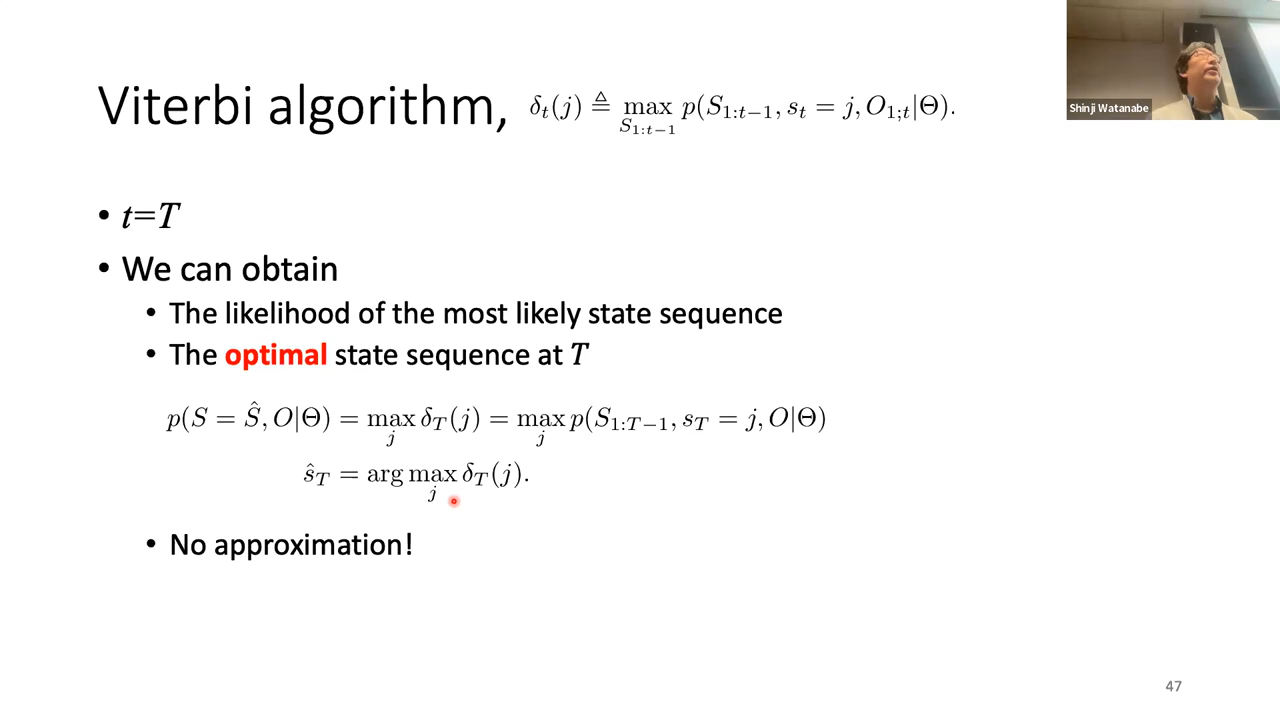 Viterbi algorithm, δ_t(j) ≜ max_{S_{1:t−1}} p(S_{1:t−1}, s_t = j, O_{1;t}|Θ).
Shinji Watanabe
• t=T
• We can obtain
• The likelihood of the most likely state sequence
• The optimal state sequence at T
p(S = Ŝ, O|Θ) = max_j δ_T(j) = max_j p(S_{1:T−1}, s_T = j, O|Θ)
ŝ_T = arg max_j δ_T(j).
• No approximation!
47